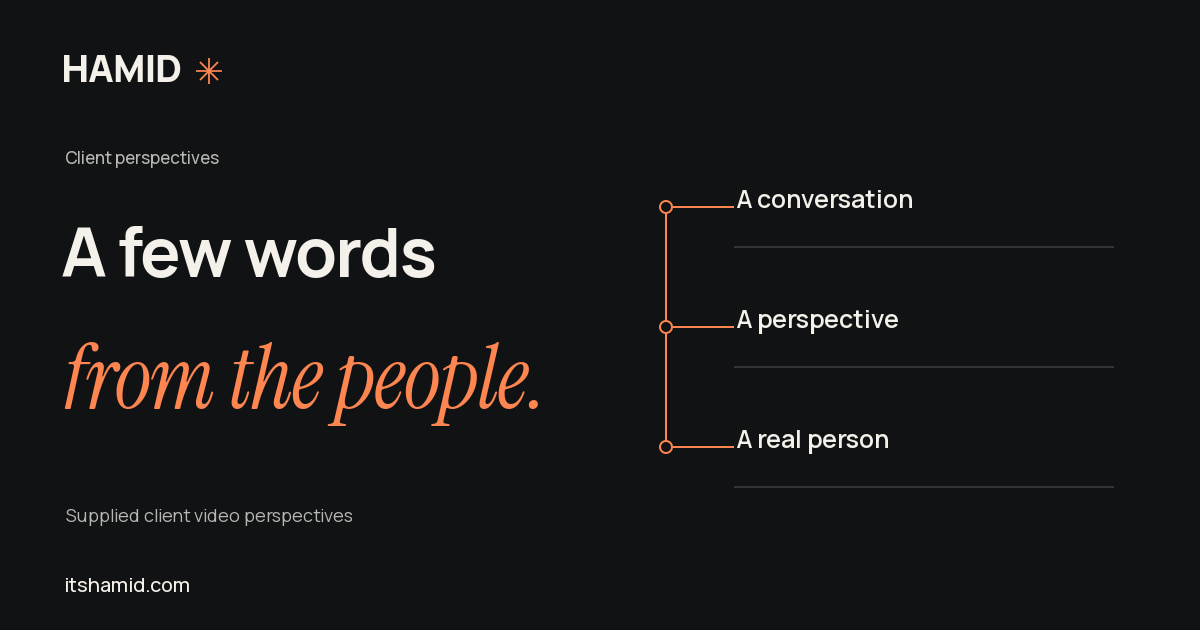 HAMID
Client perspectives
A few words
from the people.
Supplied client video perspectives
itshamid.com
A conversation
A perspective
A real person